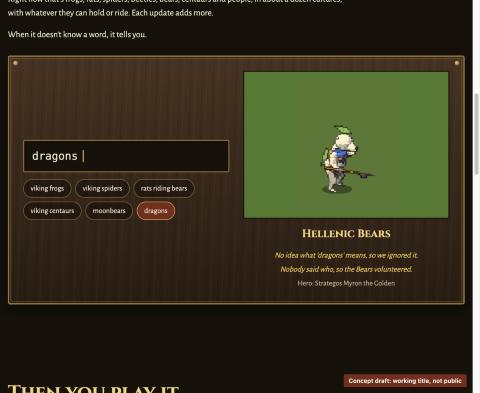 with whatever they can hold or ride. Each update adds more.
When it doesn't know a word, it tells you.
dragons
viking frogs
viking spiders
rats riding bears
viking centaurs
moonbears
dragons
Hellenic Bears
No idea what 'dragons' means, so we ignored it.
Nobody said who, so the Bears volunteered.
Hero: Strategos Myron the Golden
Concept draft: working title, not public
Then you play it